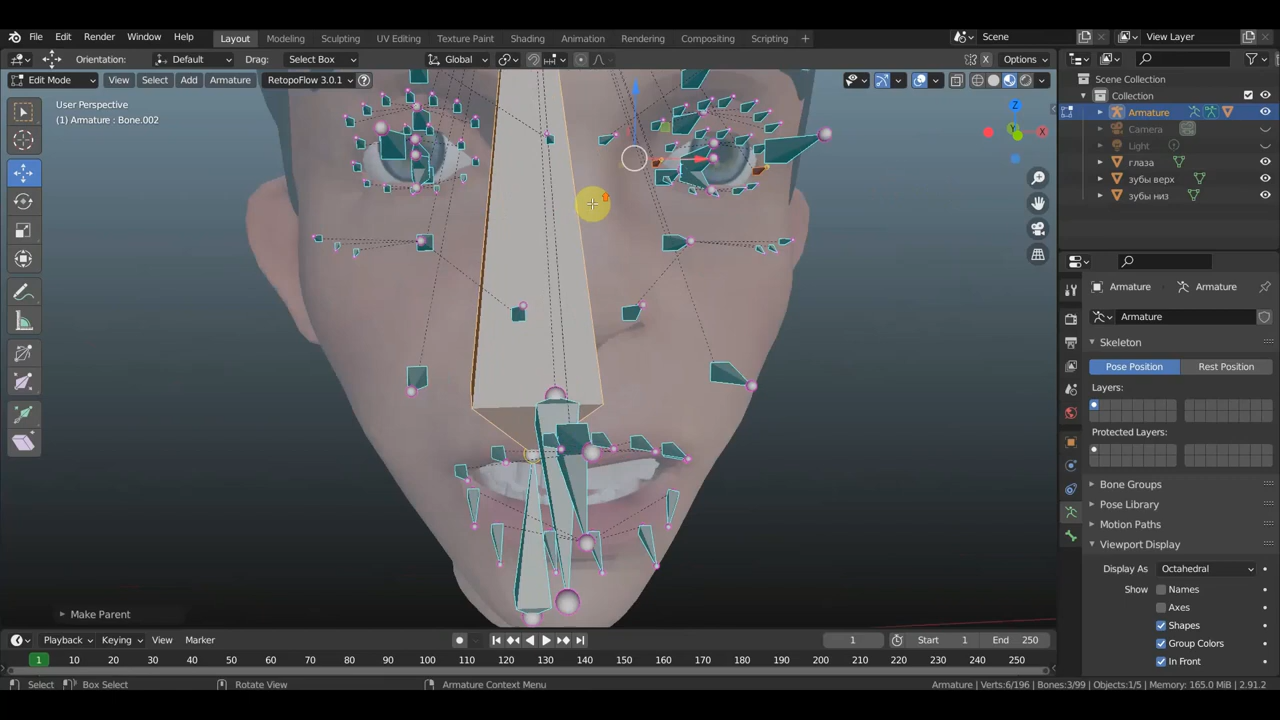 File Edit Render Window Help Layout Modeling Sculpting UV Editing Texture Paint Shading Animation Rendering Compositing Scripting + Scene View Layer
Orientation: Default Drag: Select Box Global X Options
Edit Mode View Select Add Armature RetopoFlow 3.0.1
User Perspective
(1) Armature : Bone.002
Scene Collection
Collection
Armature
Camera
Light
глаза
зубы верх
зубы низ
Armature Armature
Armature
Skeleton
Pose Position Rest Position
Layers:
Protected Layers:
Bone Groups
Pose Library
Motion Paths
Viewport Display
Display As Octahedral
Show Names
Axes
Shapes
Group Colors
In Front
Z
Y
X
Make Parent
Playback Keying View Marker 1 Start 1 End 250
1 10 20 30 40 50 60 70 80 90 100 110 120 130 140 150 160 170 180 190 200 210 220 230 240 250
Select Box Select Rotate View Armature Context Menu Armature | Verts:6/196 | Bones:3/99 | Objects:1/5 | Memory: 165.0 MiB | 2.91.2